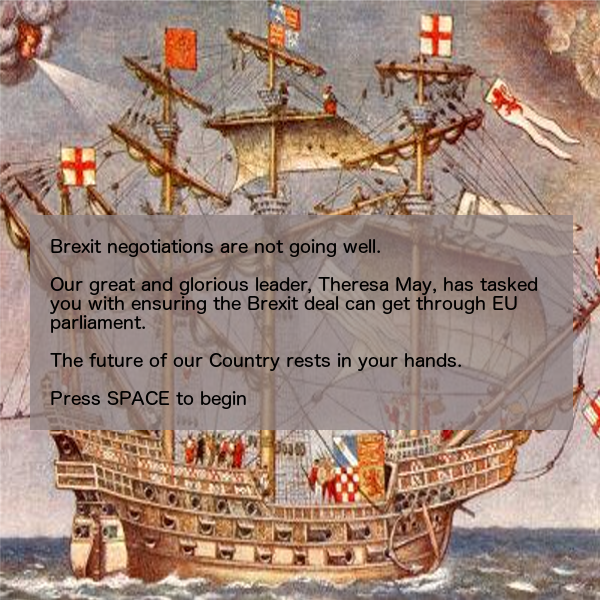 Brexit negotiations are not going well.
Our great and glorious leader, Theresa May, has tasked
you with ensuring the Brexit deal can get through EU
parliament.
The future of our Country rests in your hands.
Press SPACE to begin